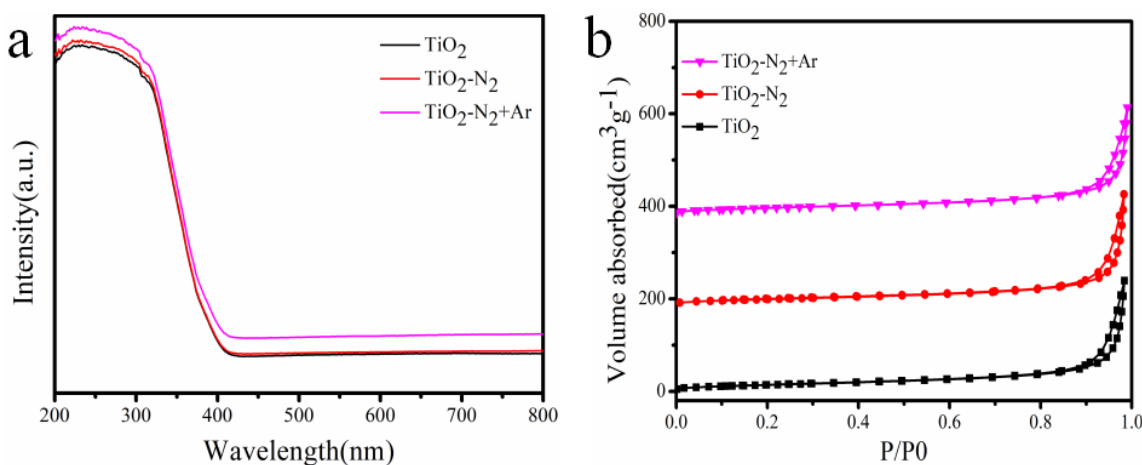 a
TiO2
TiO2-N2
TiO2-N2+Ar
Intensity(a.u.)
200 300 400 500 600 700 800
Wavelength(nm)
b
800
600
400
200
0
TiO2-N2+Ar
TiO2-N2
TiO2
Volume absorbed(cm3g-1)
0.0 0.2 0.4 0.6 0.8 1.0
P/P0